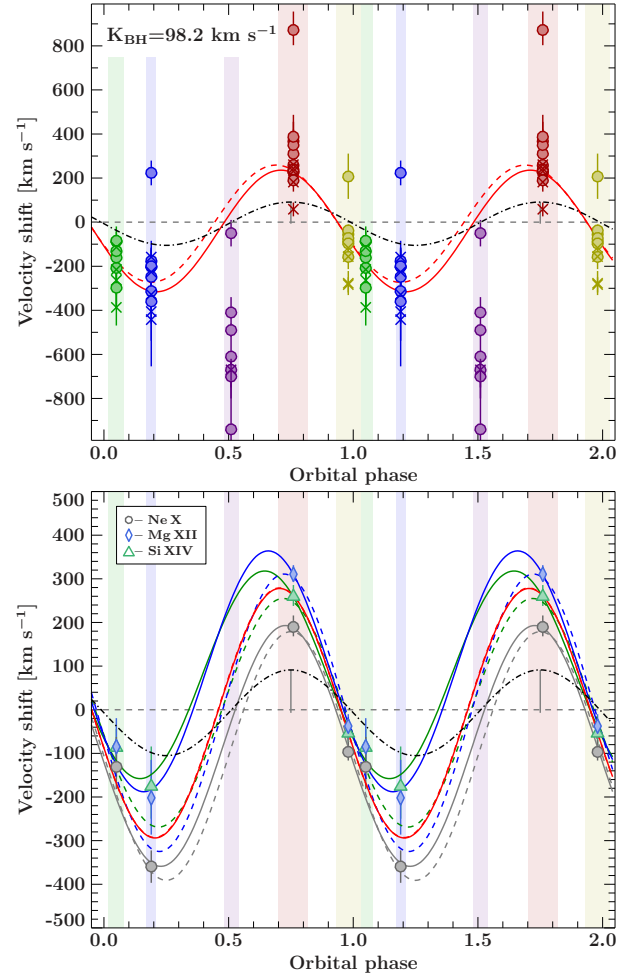 K_BH=98.2 km s⁻¹
Velocity shift [km s⁻¹]
800
600
400
200
0
-200
-400
-600
-800
0.0 0.5 1.0 1.5 2.0
Orbital phase
Ne X
Mg XII
Si XIV
Velocity shift [km s⁻¹]
500
400
300
200
100
0
-100
-200
-300
-400
-500
0.0 0.5 1.0 1.5 2.0
Orbital phase